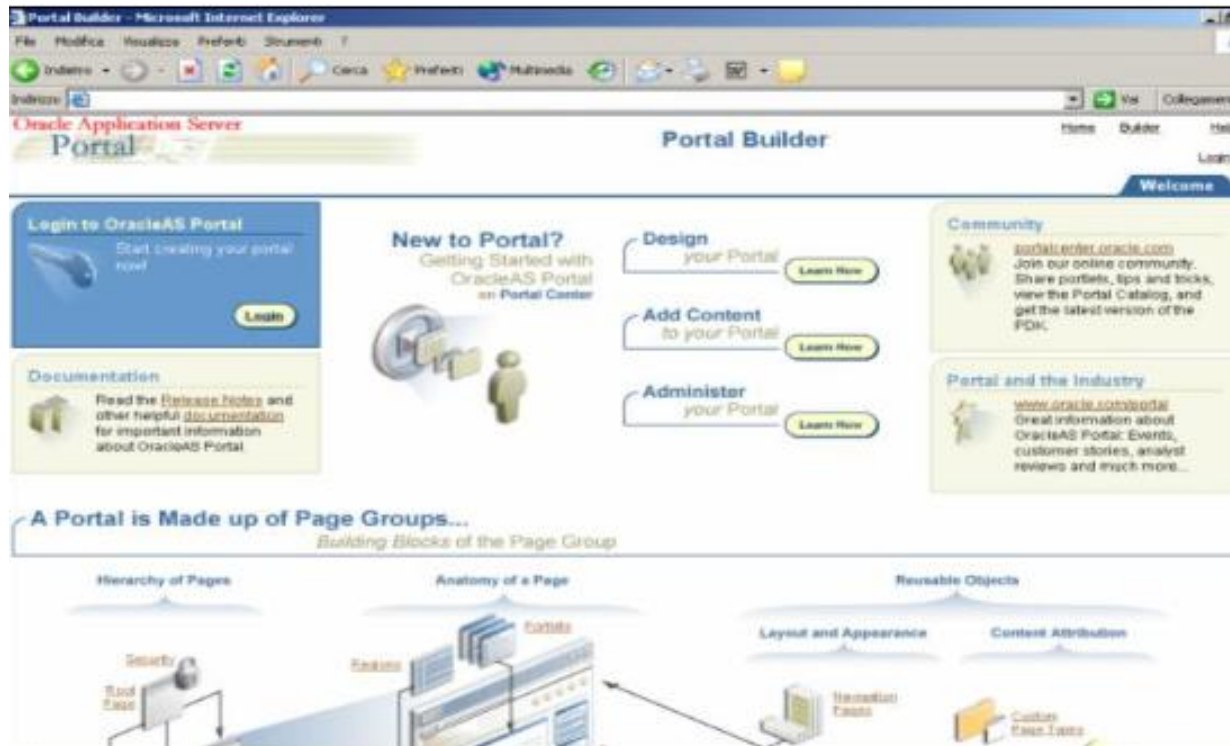 Portal Builder - Microsoft Internet Explorer
File Modifica Visualizza Preferiti Strumenti ?
Indietro Cerca Preferiti Multimedia
Indirizzo Vai Collegamenti
Oracle Application Server
Portal
Portal Builder
Home Builder Hel
Login
Welcome
Login to OracleAS Portal
Start creating your portal
now!
Login
Documentation
Read the Release Notes and
other helpful documentation
for important information
about OracleAS Portal
New to Portal?
Getting Started with
OracleAS Portal
on Portal Center
Design
your Portal
Learn How
Add Content
to your Portal
Learn How
Administer
your Portal
Learn How
Community
portalcenter.oracle.com
Join our online community.
Share portlets, tips and tricks,
view the Portal Catalog, and
get the latest version of the
PDK.
Portal and the Industry
www.oracle.com/portal
Great information about
OracleAS Portal: Events,
customer stories, analyst
reviews and much more...
A Portal is Made up of Page Groups...
Building Blocks of the Page Group
Hierarchy of Pages
Anatomy of a Page
Reusable Objects
Layout and Appearance
Content Attribution
Security
Root
Page
Regions
Portlets
Navigation
Pages
Custom
Page Types